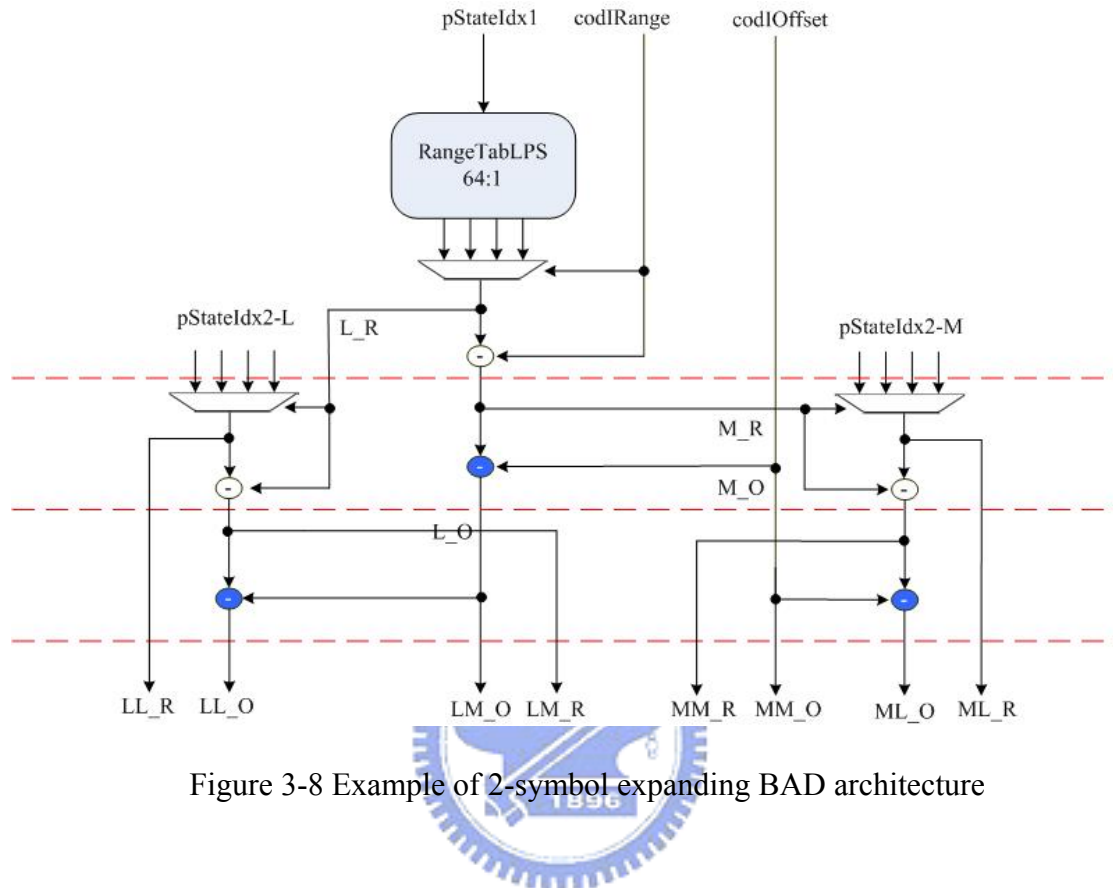 pStateIdx1 codIRange codIOffset
RangeTabLPS
64:1
pStateIdx2-L
L_R
pStateIdx2-M
-
M_R
-
M_O
-
-
L_O
-
-
LL_R LL_O LM_O LM_R MM_R MM_O ML_O ML_R
Figure 3-8 Example of 2-symbol expanding BAD architecture
1896